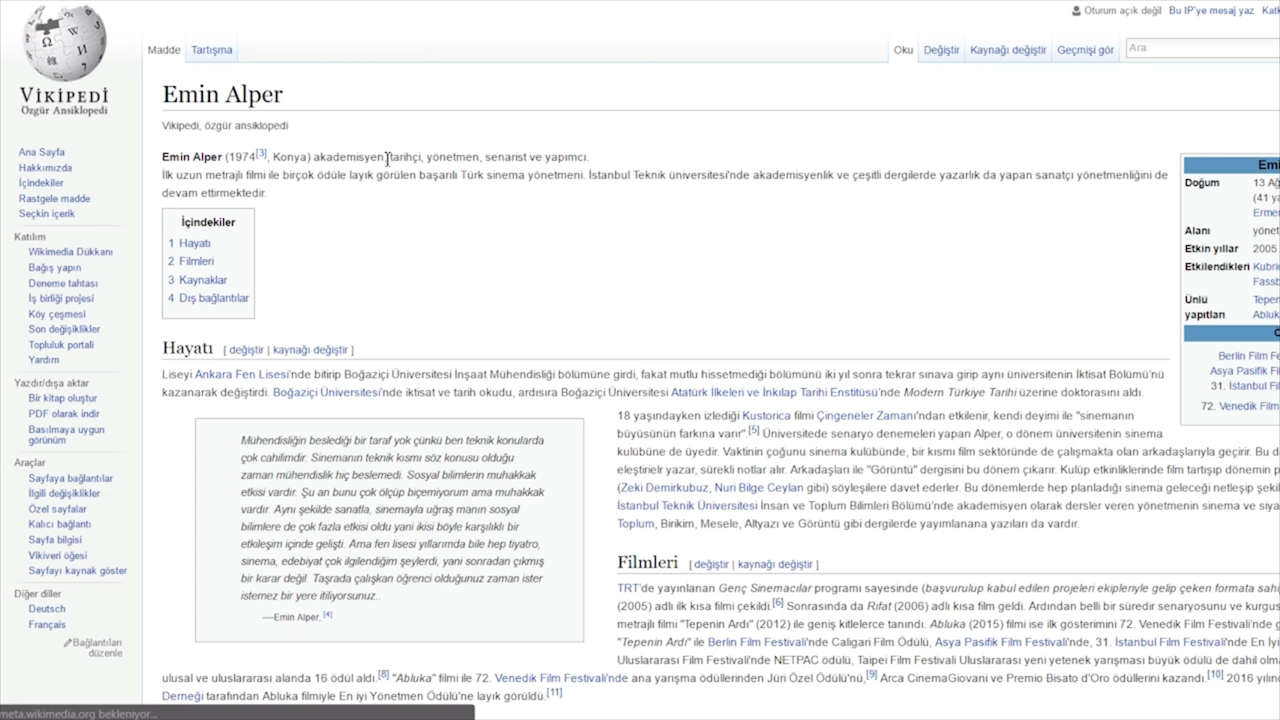 Oturum açık değil Bu IP'ye mesaj yaz
Madde Tartışma Oku Değiştir Kaynağı değiştir Geçmişi gör Ara
VİKİPEDİ
Özgür Ansiklopedi
Emin Alper
Vikipedi, özgür ansiklopedi
Emin Alper (1974[3], Konya) akademisyen, tarihçi, yönetmen, senarist ve yapımcı.
İlk uzun metrajlı filmi ile birçok ödüle layık görülen başarılı Türk sinema yönetmeni. İstanbul Teknik üniversitesi'nde akademisyenlik ve çeşitli dergilerde yazarlık da yapan sanatçı yönetmenliğini de
devam ettirmektedir.
Ana Sayfa
Hakkımızda
İçindekiler
Rastgele madde
Seçkin içerik
Katılım
Wikimedia Dükkanı
Bağış yapın
Deneme tahtası
İş birliği projesi
Köy çeşmesi
Son değişiklikler
Topluluk portali
Yardım
Yazdır/dışa aktar
Bir kitap oluştur
PDF olarak indir
Basılmaya uygun
görünüm
Araçlar
Sayfaya bağlantılar
İlgili değişiklikler
Özel sayfalar
Kalıcı bağlantı
Sayfa bilgisi
Vikiveri öğesi
Sayfayı kaynak göster
Diğer diller
Deutsch
Français
Bağlantıları
düzenle
İçindekiler
1 Hayatı
2 Filmleri
3 Kaynaklar
4 Dış bağlantılar
Doğum 13
(41
Alanı
Etkin yıllar 2005
Etkilendikleri
Ünlü
yapıtları
Berlin Film
Asya Pasifik
31. İstanbul
72. Venedik Film
Hayatı [ değiştir | kaynağı değiştir ]
Liseyi Ankara Fen Lisesi'nde bitirip Boğaziçi Üniversitesi İnşaat Mühendisliği bölümüne girdi, fakat mutlu hissetmediği bölümünü iki yıl sonra tekrar sınava girip aynı üniversitenin İktisat Bölümü'nü
kazanarak değiştirdi. Boğaziçi Üniversitesi'nde iktisat ve tarih okudu, ardısıra Boğaziçi Üniversitesi Atatürk İlkeleri ve İnkılap Tarihi Enstitüsü'nde Modern Türkiye Tarihi üzerine doktorasını aldı.
Mühendisliğin beslediği bir taraf yok çünkü ben teknik konularda
çok cahilimdir. Sinemanın teknik kısmı söz konusu olduğu
zaman mühendislik hiç beslemedi. Sosyal bilimlerin muhakkak
etkisi vardır. Şu an bunu çok ölçüp biçemiyorum ama muhakkak
vardır. Aynı şekilde sanatla, sinemayla uğraş manın sosyal
bilimlere de çok fazla etkisi oldu yani ikisi böyle karşılıklı bir
etkileşim içinde gelişti. Ama fen lisesi yıllarımda bile hep tiyatro,
sinema, edebiyat çok ilgilendiğim şeylerdi, yani sonradan çıkmış
bir karar değil. Taşrada çalışkan öğrenci olduğunuz zaman ister
istemez bir yere itiliyorsunuz..
—Emin Alper, [4]
18 yaşındayken izlediği Kustorica filmi Çingeneler Zamanı'ndan etkilenir, kendi deyimi ile "sinemanın
büyüsünün farkına varır".[5] Üniversitede senaryo denemeleri yapan Alper, o dönem üniversitenin sinema
kulübüne de üyedir. Vaktinin çoğunu sinema kulübünde, bir kısmı film sektöründe de çalışmakta olan arkadaşlarıyla geçirir. Bu
eleştirelir yazar, sürekli notlar alır. Arkadaşları ile "Görüntü" dergisini bu dönem çıkarır. Kulüp etkinliklerinde film tartışıp dönemin
(Zeki Demirkubuz, Nuri Bilge Ceylan gibi) söyleşilere davet ederler. Bu dönemlerde hep planladığı sinema geleceği netleşip
İstanbul Teknik Üniversitesi İnsan ve Toplum Bilimleri Bölümü'nde akademisyen olarak dersler veren yönetmenin sinema ve
Toplum, Birikim, Mesele, Altyazı ve Görüntü gibi dergilerde yayımlanana yazıları da vardır.
Filmleri [ değiştir | kaynağı değiştir ]
TRT'de yayınlanan Genç Sinemacılar programı sayesinde (başvurulup kabul edilen projeleri ekipleriyle gelip çeken formata
(2005) adlı ilk kısa filmi çekildi.[6] Sonrasında da Rıfat (2006) adlı kısa film geldi. Ardından belli bir süredir senaryosunu ve
metrajlı filmi "Tepenin Ardı" (2012) ile geniş kitlelerce tanındı. Abluka (2015) filmi ise ilk gösterimini 72. Venedik Film Festivali'nde
"Tepenin Ardı" ile Berlin Film Festivali'nde Caligari Film Ödülü, Asya Pasifik Film Festivali'nde, 31. İstanbul Film Festivali'nde En
Uluslararası Film Festivali'nde NETPAC ödülü, Taipei Film Festivali Uluslararası yeni yetenek yarışması büyük ödülü de dahil
ulusal ve uluslararası alanda 16 ödül aldı.[8] "Abluka" filmi ile 72. Venedik Film Festivali'nde ana yarışma ödüllerinden Jüri Özel Ödülü'nü,[9] Arca CinemaGiovani ve Premio Bisato d'Oro ödüllerini kazandı.[10] 2016
Derneği tarafından Abluka filmiyle En iyi Yönetmen Ödülü'ne layık görüldü.[11]
meta.wikimedia.org bekleniyor...